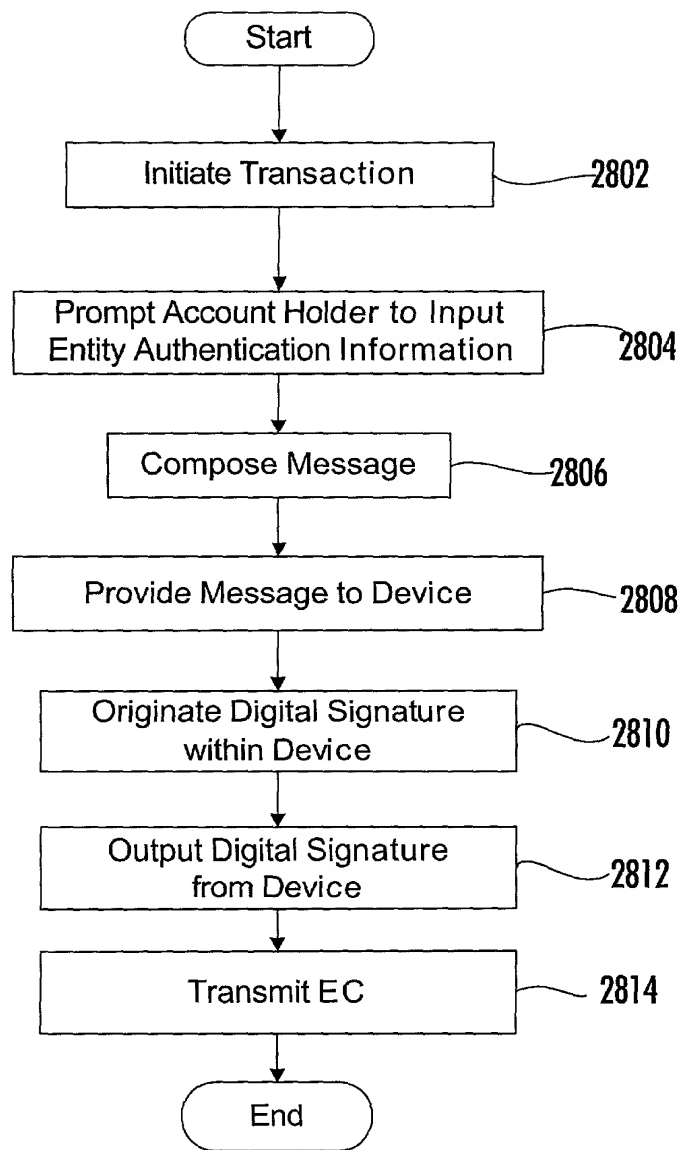 Start
Initiate Transaction
2802
Prompt Account Holder to Input
Entity Authentication Information
2804
Compose Message
2806
Provide Message to Device
2808
Originate Digital Signature
within Device
2810
Output Digital Signature
from Device
2812
Transmit EC
2814
End